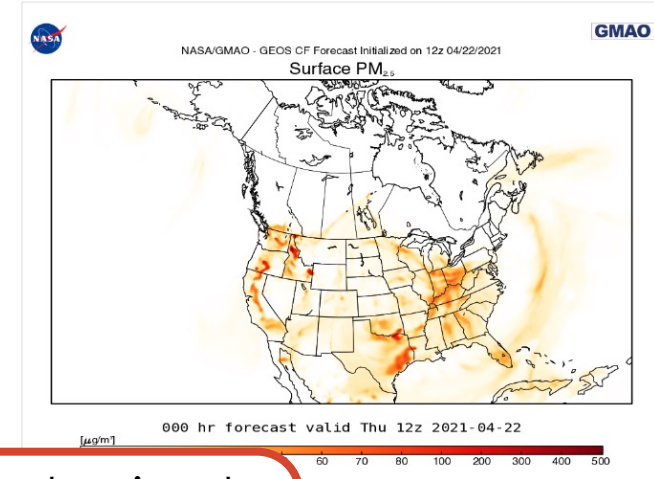 NASA
GMAO
NASA/GMAO - GEOS CF Forecast Initialized on 12z 04/22/2021
Surface PM2.5
000 hr forecast valid Thu 12z 2021-04-22
[μg/m³]
60 70 80 100 200 300 400 500